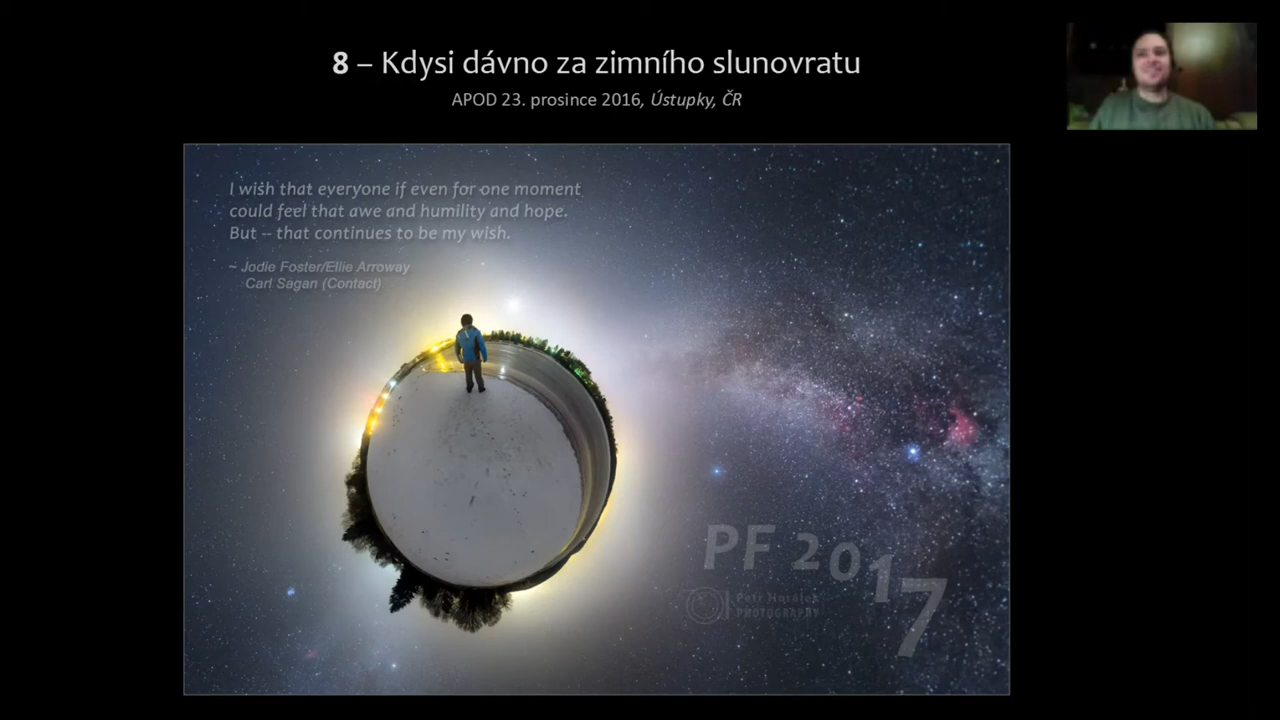 8 – Kdysi dávno za zimního slunovratu
APOD 23. prosince 2016, Ústupky, ČR
I wish that everyone if even for one moment
could feel that awe and humility and hope.
But -- that continues to be my wish.
~ Jodie Foster/Ellie Arroway
Carl Sagan (Contact)
PF 2017
Petr Horálek
PHOTOGRAPHY